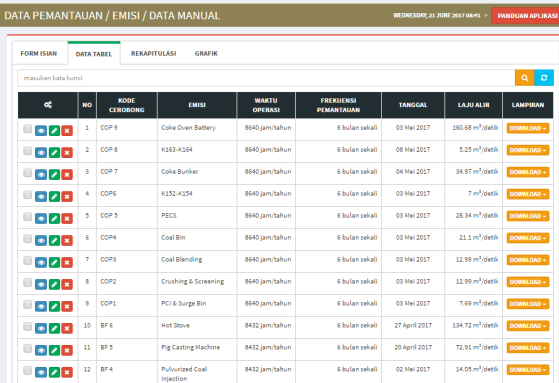 DATA PEMANTAUAN / EMISI / DATA MANUAL
WEDNESDAY, 21 JUNE 2017 08:41 > PANDUAN APLIKASI
FORM ISIAN DATA TABEL REKAPITULASI GRAFIK
masukan kata kunci
NO KODE CEROBONG EMISI WAKTU OPERASI FREKUENSI PEMANTAUAN TANGGAL LAJU ALIR LAMPIRAN
1 COP 9 Coke Oven Battery 8640 jam/tahun 6 bulan sekali 03 Mei 2017 160.68 m³/detik DOWNLOAD
2 COP 8 K163-K164 8640 jam/tahun 6 bulan sekali 08 Mei 2017 5.25 m³/detik DOWNLOAD
3 COP 7 Coke Bunker 8640 jam/tahun 6 bulan sekali 04 Mei 2017 34.97 m³/detik DOWNLOAD
4 COP6 K152-K154 8640 jam/tahun 6 bulan sekali 03 Mei 2017 7 m³/detik DOWNLOAD
5 COP 5 PECS 8640 jam/tahun 6 bulan sekali 03 Mei 2017 28.34 m³/detik DOWNLOAD
6 COP4 Coal Bin 8640 jam/tahun 6 bulan sekali 03 Mei 2017 21.1 m³/detik DOWNLOAD
7 COP3 Coal Blending 8640 jam/tahun 6 bulan sekali 03 Mei 2017 12.99 m³/detik DOWNLOAD
8 COP2 Crushing & Screening 8640 jam/tahun 6 bulan sekali 03 Mei 2017 12.99 m³/detik DOWNLOAD
9 COP1 PCI & Surge Bin 8640 jam/tahun 6 bulan sekali 03 Mei 2017 7.69 m³/detik DOWNLOAD
10 BF 6 Hot Stove 8432 jam/tahun 6 bulan sekali 27 April 2017 134.72 m³/detik DOWNLOAD
11 BF 5 Pig Casting Machine 8432 jam/tahun 6 bulan sekali 20 April 2017 72.91 m³/detik DOWNLOAD
12 BF 4 Pulvurized Coal Injection 8432 jam/tahun 6 bulan sekali 02 Mei 2017 14.05 m³/detik DOWNLOAD